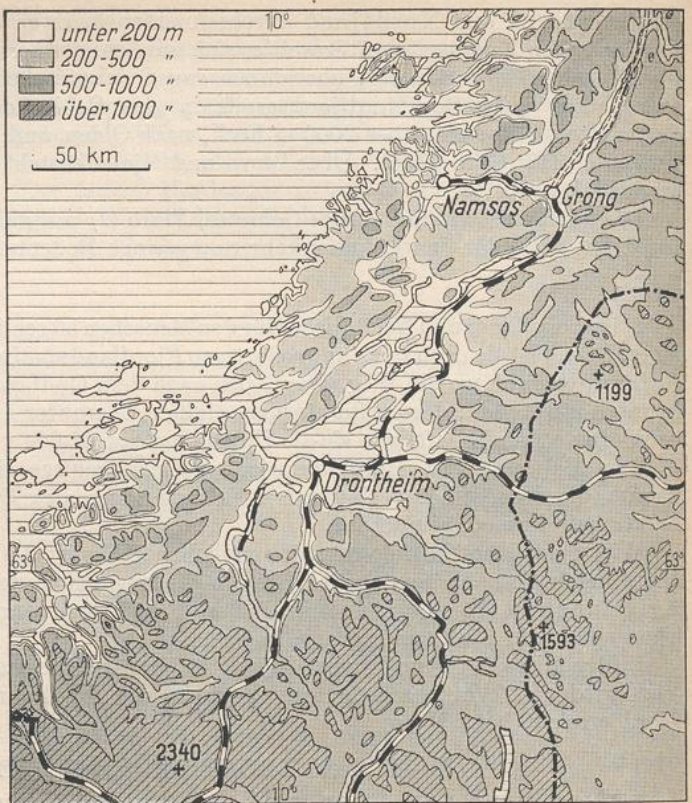 10°
unter 200 m
200-500 "
500-1000 "
über 1000 "
50 km
Namsos
Grong
1199
Drontheim
63°
63°
1593
2340
10°